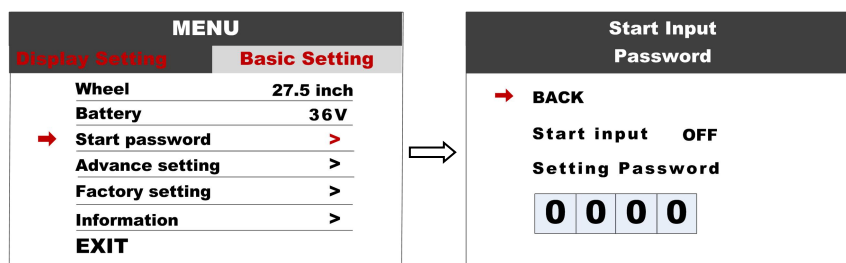 MENU
Display Setting Basic Setting
Wheel 27.5 inch
Battery 36V
Start password >
Advance setting >
Factory setting >
Information >
EXIT
Start Input
Password
BACK
Start input OFF
Setting Password
0 0 0 0